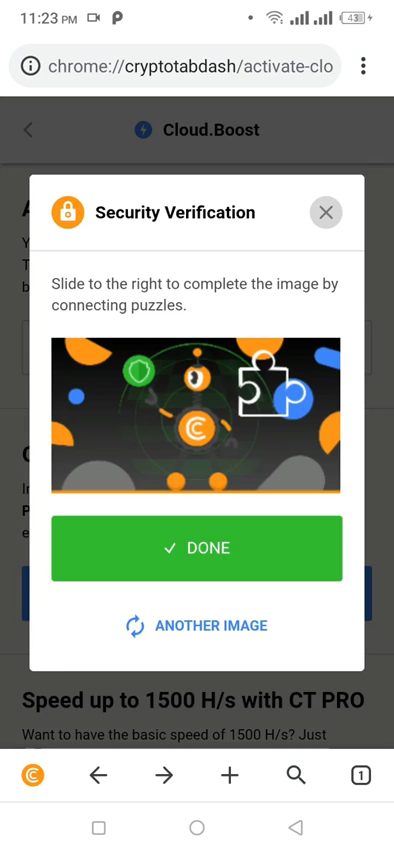 11:23 PM
43
chrome://cryptotabdash/activate-clo
Cloud.Boost
Security Verification
Slide to the right to complete the image by
connecting puzzles.
DONE
ANOTHER IMAGE
Speed up to 1500 H/s with CT PRO
Want to have the basic speed of 1500 H/s? Just
1